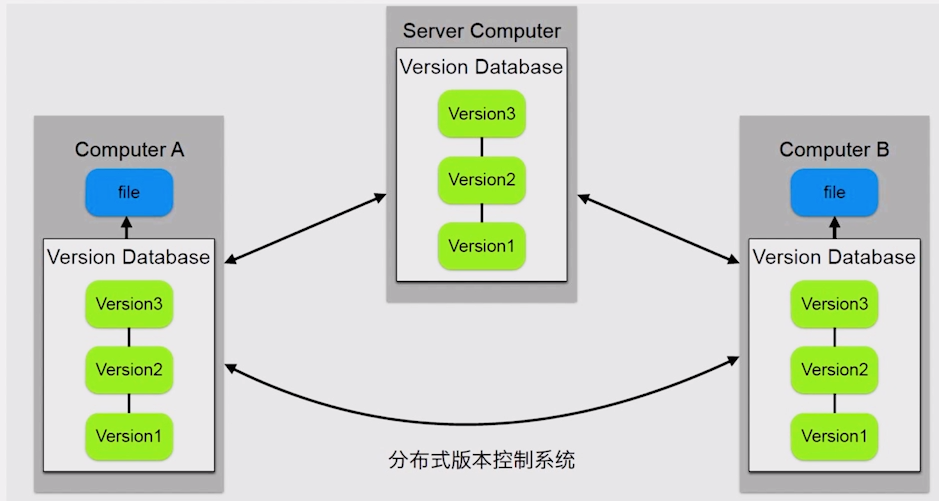 Server Computer
Version Database
Version3
Version2
Version1
Computer A
file
Version Database
Version3
Version2
Version1
Computer B
file
Version Database
Version3
Version2
Version1
分布式版本控制系统